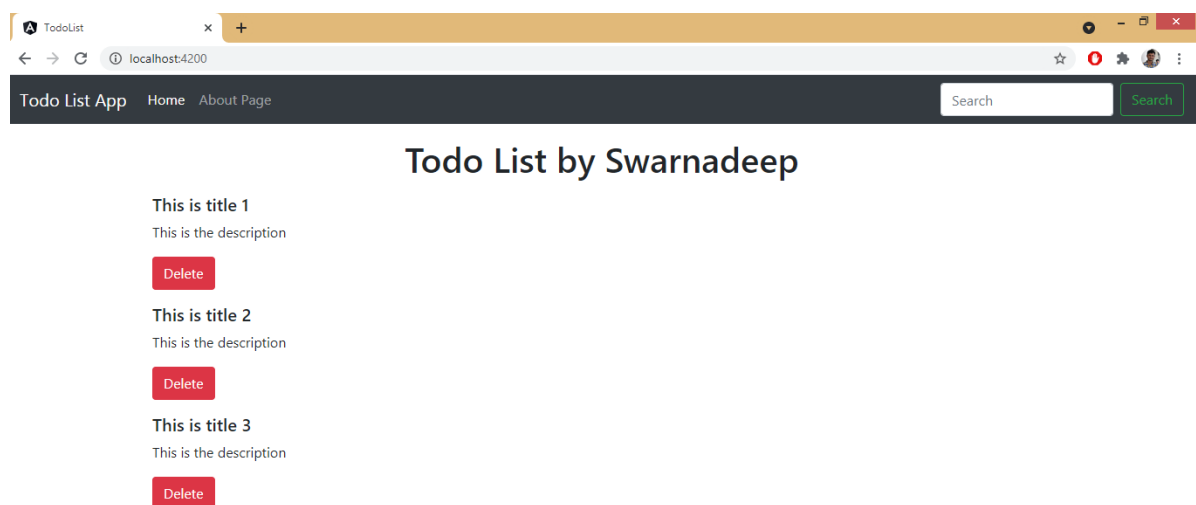 TodoList
localhost:4200
Todo List App Home About Page Search Search
Todo List by Swarnadeep
This is title 1
This is the description
Delete
This is title 2
This is the description
Delete
This is title 3
This is the description
Delete